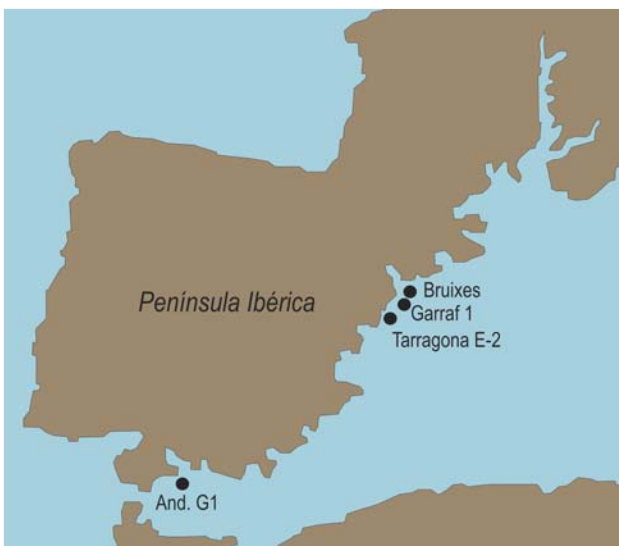 Península Ibérica
Bruixes
Garraf 1
Tarragona E-2
And. G1